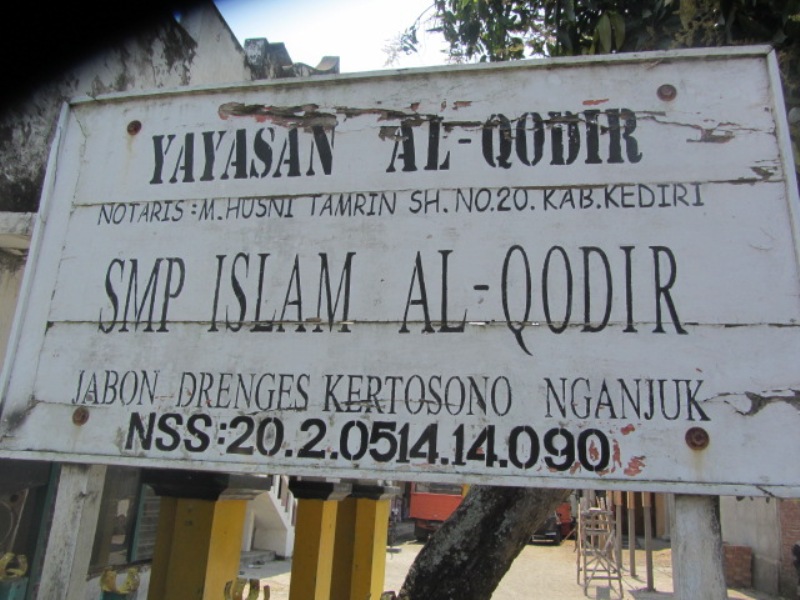 YAYASAN AL-QODIR
NOTARIS :M.HUSNI TAMRIN SH. NO.20. KAB.KEDIRI
SMP ISLAM AL-QODIR
JABON DRENGES KERTOSONO NGANJUK
NSS:20.2.0514.14.090